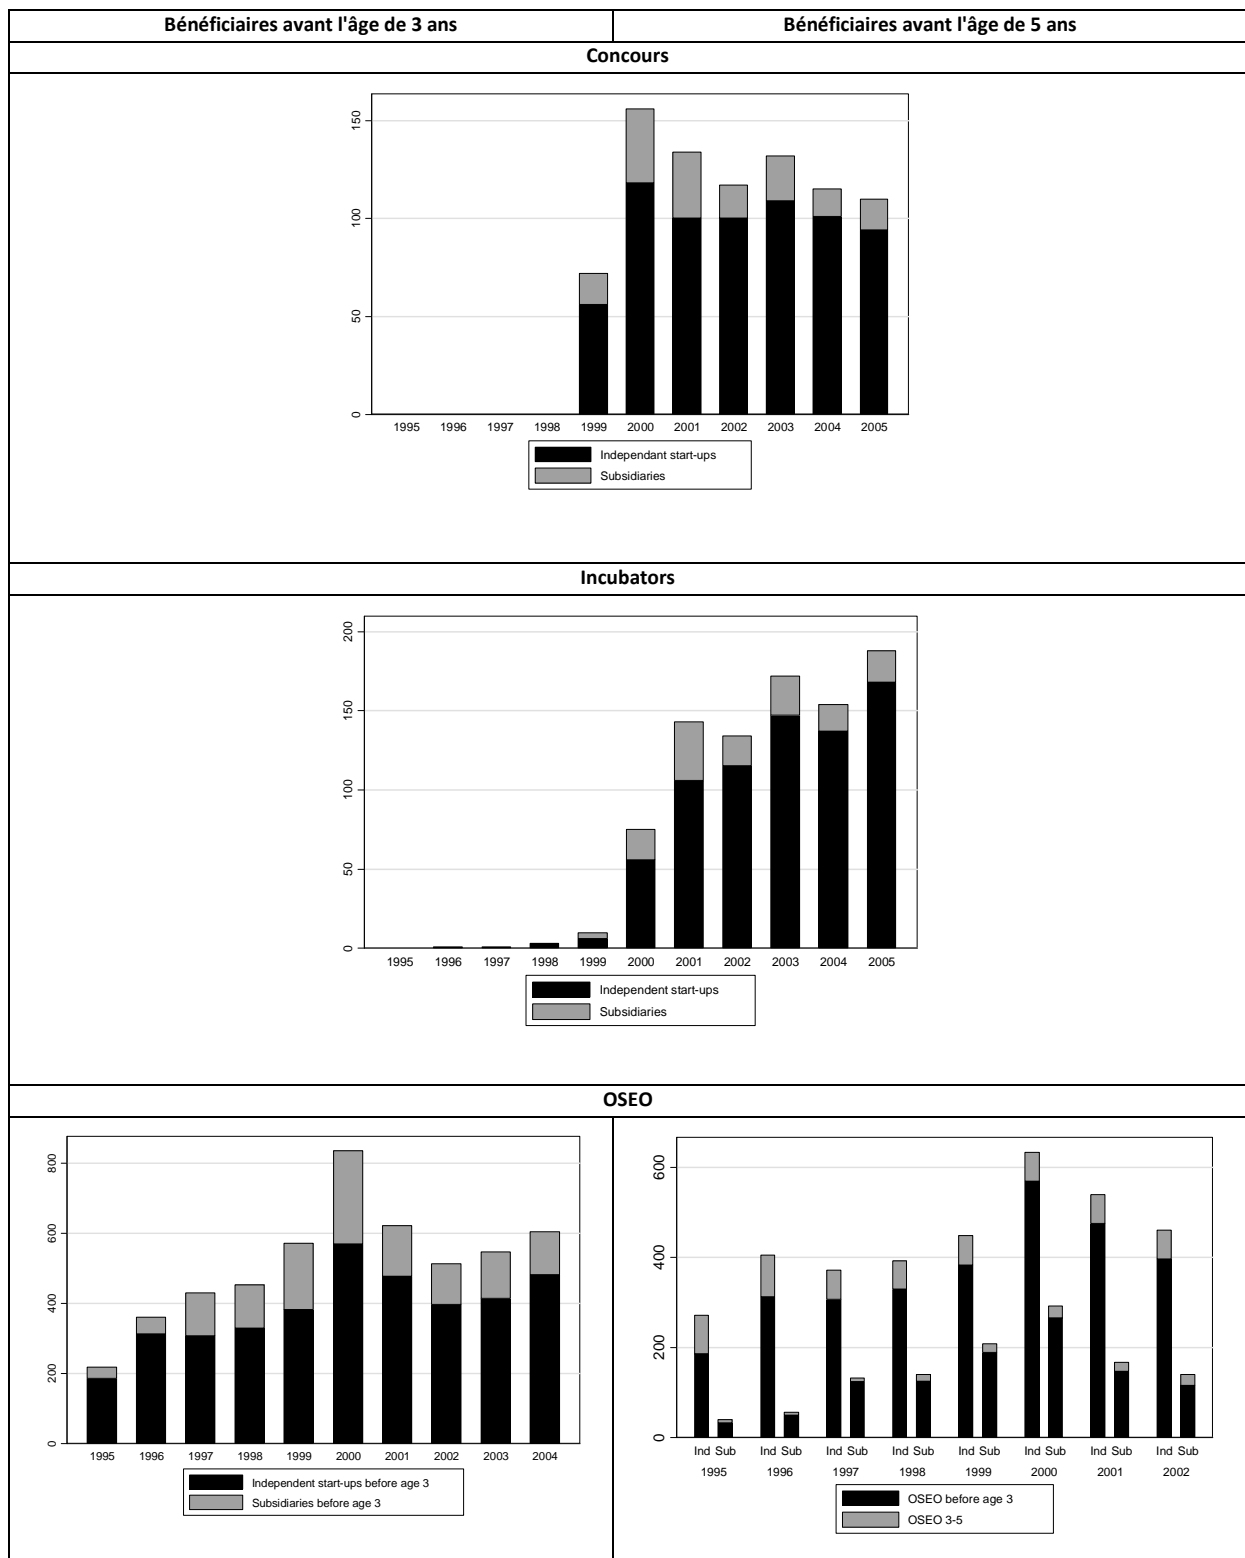 Bénéficiaires avant l'âge de 3 ans Bénéficiaires avant l'âge de 5 ans
Concours
150
100
50
0
1995 1996 1997 1998 1999 2000 2001 2002 2003 2004 2005
Independant start-ups
Subsidiaries
Incubators
200
150
100
50
0
1995 1996 1997 1998 1999 2000 2001 2002 2003 2004 2005
Independent start-ups
Subsidiaries
OSEO
800
600
400
200
0
1995 1996 1997 1998 1999 2000 2001 2002 2003 2004
Independent start-ups before age 3
Subsidiaries before age 3
600
400
200
0
Ind Sub Ind Sub Ind Sub Ind Sub Ind Sub Ind Sub Ind Sub Ind Sub
1995 1996 1997 1998 1999 2000 2001 2002
OSEO before age 3
OSEO 3-5